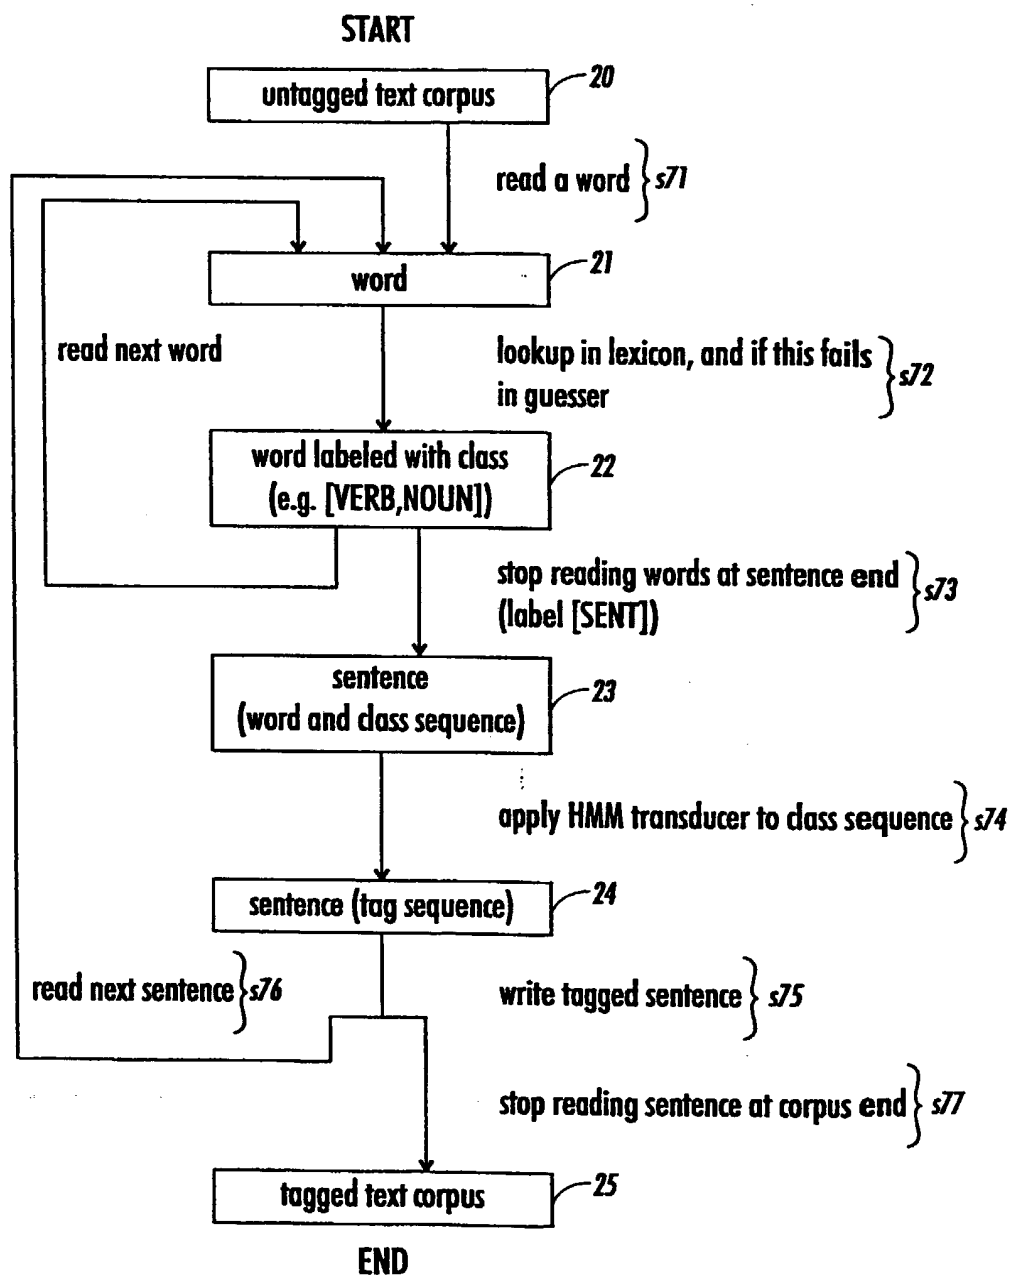 START
untagged text corpus
20
read a word
s71
word
21
read next word
lookup in lexicon, and if this fails
in guesser
s72
word labeled with class
(e.g. [VERB,NOUN])
22
stop reading words at sentence end
(label [SENT])
s73
sentence
(word and class sequence)
23
apply HMM transducer to class sequence
s74
sentence (tag sequence)
24
read next sentence
s76
write tagged sentence
s75
stop reading sentence at corpus end
s77
tagged text corpus
25
END